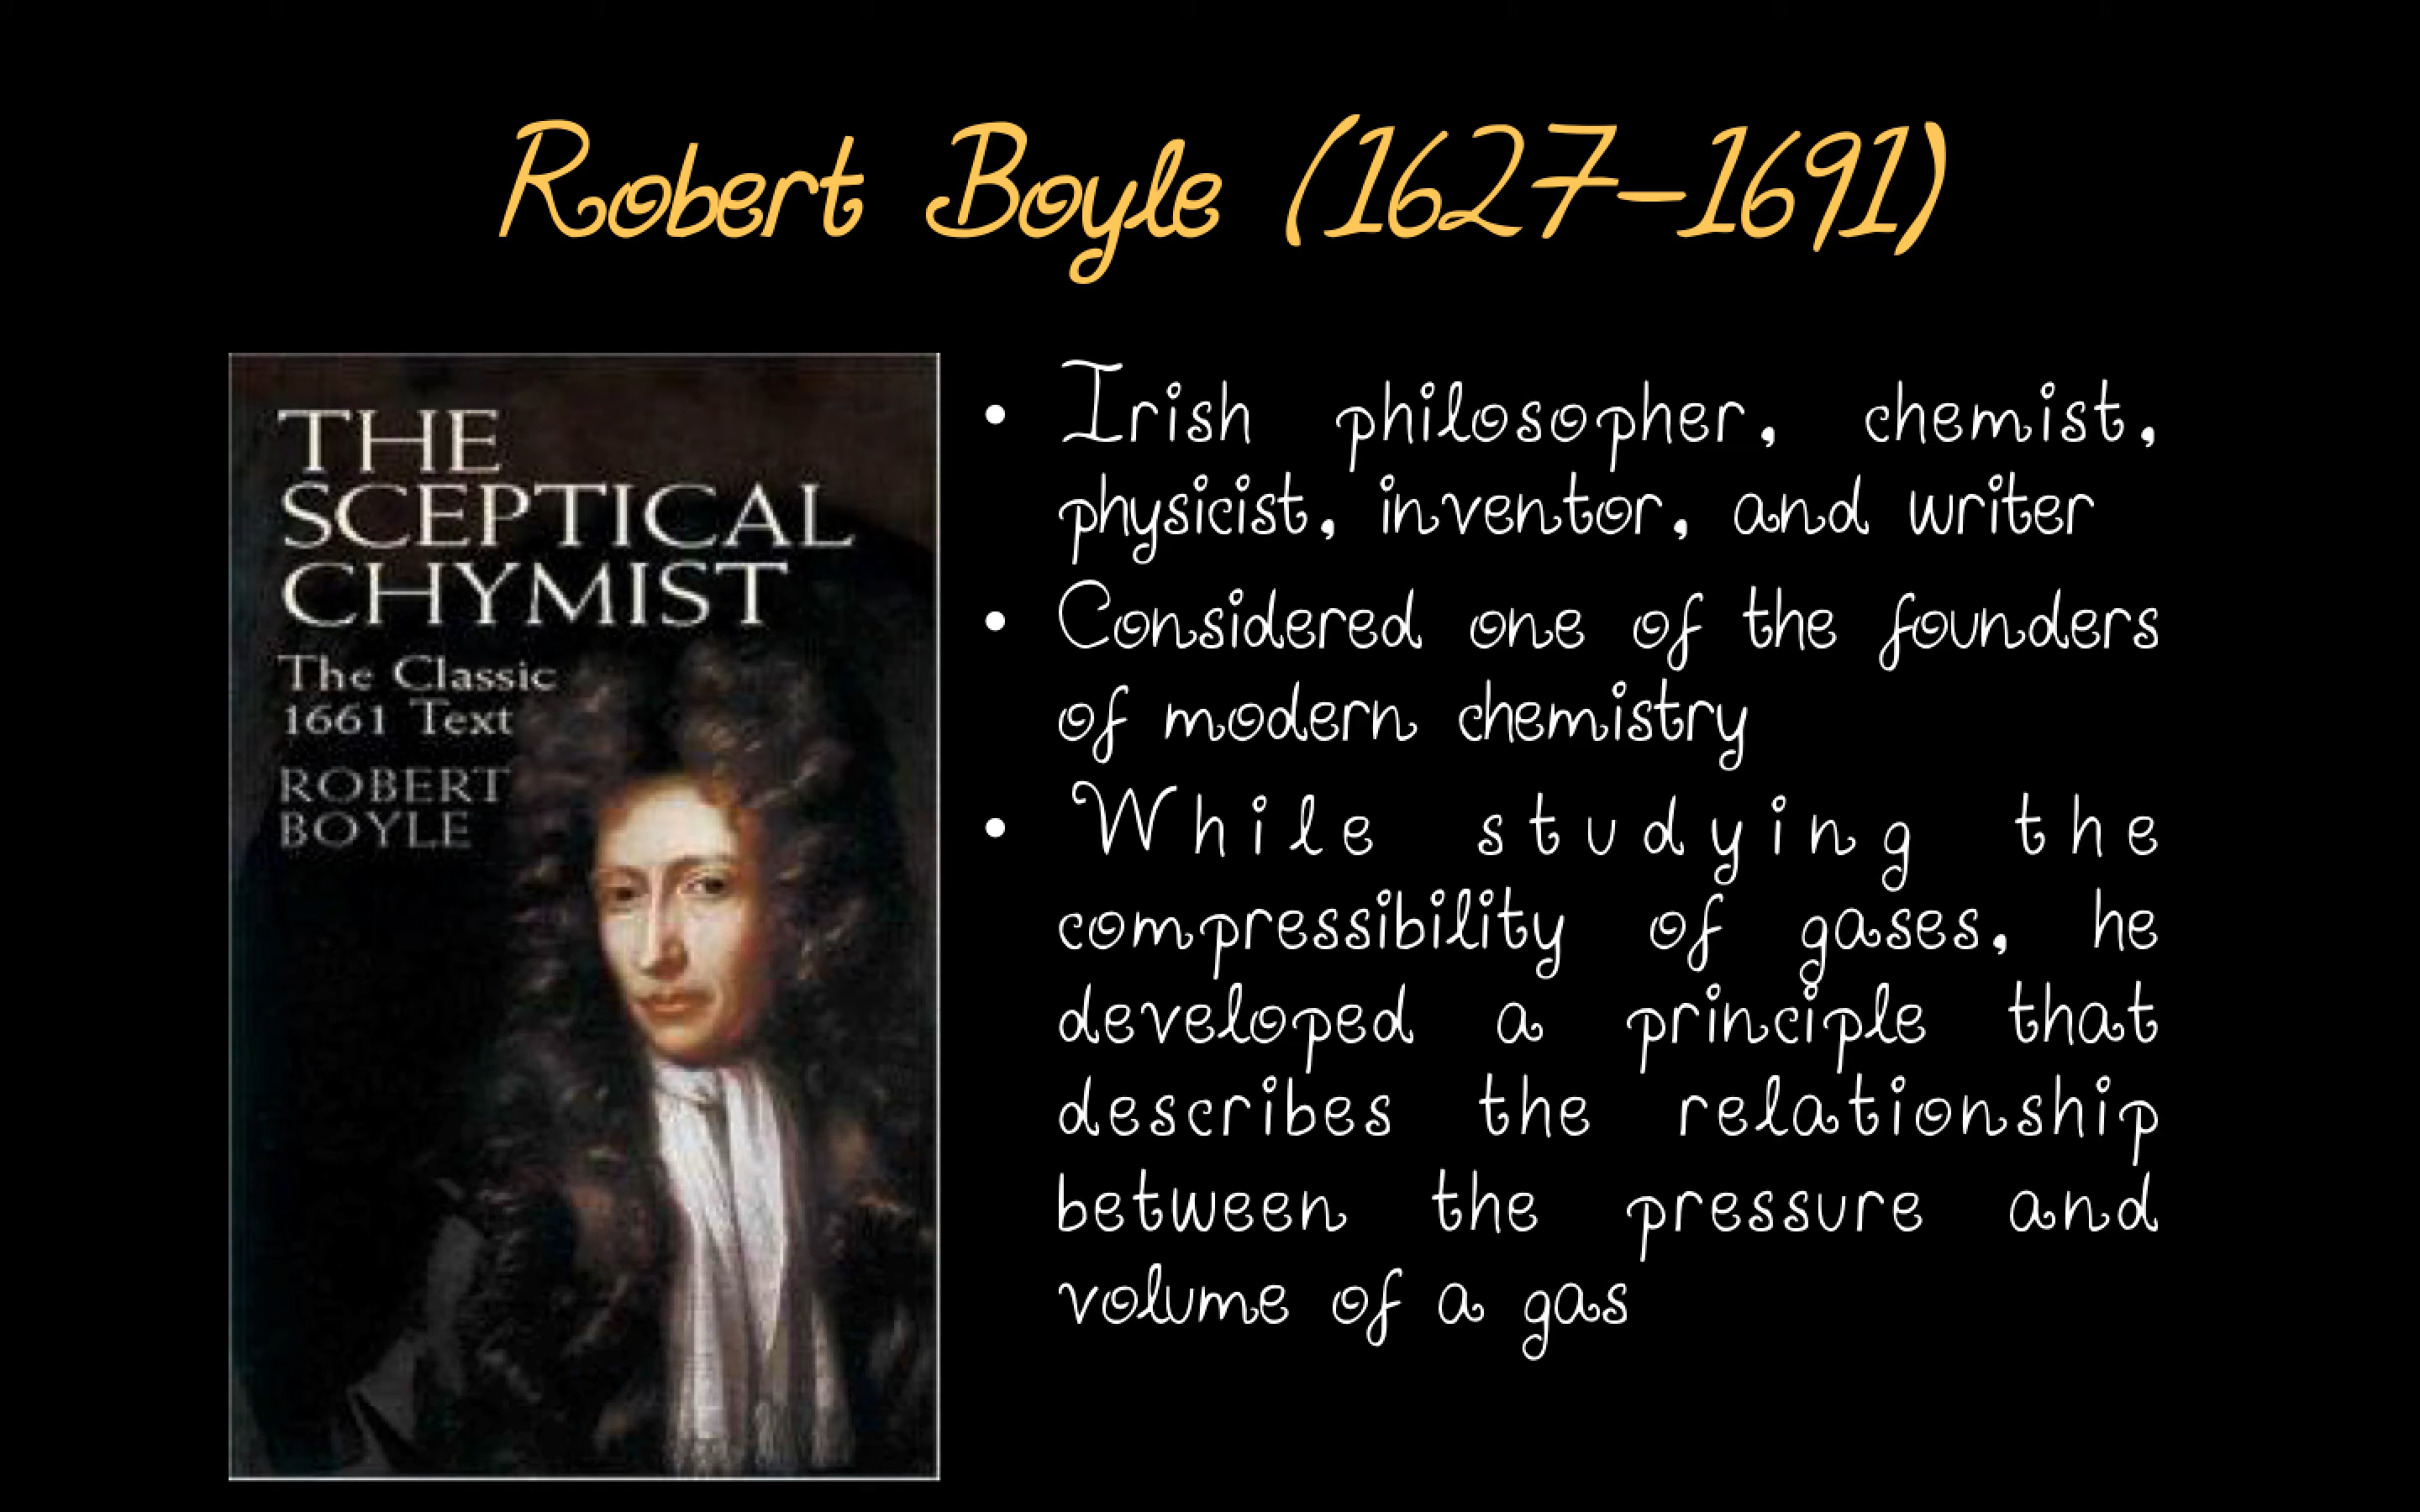 Robert Boyle (1627–1691)
THE
SCEPTICAL
CHYMIST
The Classic
1661 Text
ROBERT
BOYLE
• Irish philosopher, chemist,
physicist, inventor, and writer
• Considered one of the founders
of modern chemistry
• While studying the
compressibility of gases, he
developed a principle that
describes the relationship
between the pressure and
volume of a gas